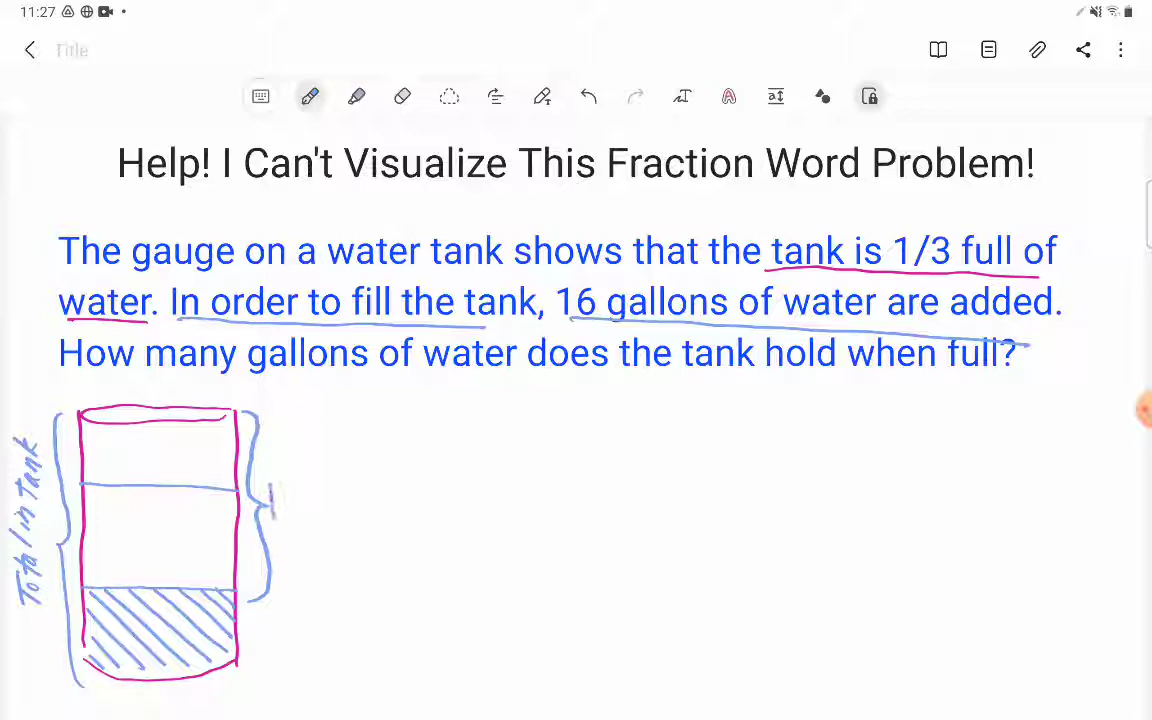 11:27
Title
Help! I Can't Visualize This Fraction Word Problem!
The gauge on a water tank shows that the tank is 1/3 full of
water. In order to fill the tank, 16 gallons of water are added.
How many gallons of water does the tank hold when full?
Total in Tank